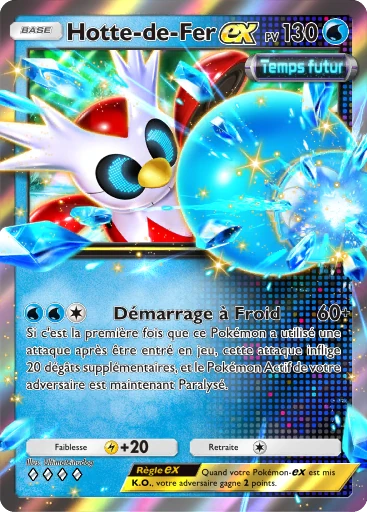 BASE Hotte-de-Fer ex PV 130
Temps futur
Démarrage à Froid 60+
Si c'est la première fois que ce Pokémon a utilisé une
attaque après être entré en jeu, cette attaque inflige
20 dégâts supplémentaires, et le Pokémon Actif de votre
adversaire est maintenant Paralysé.
Faiblesse +20 Retraite
Règle ex Quand votre Pokémon-ex est mis
K.O., votre adversaire gagne 2 points.